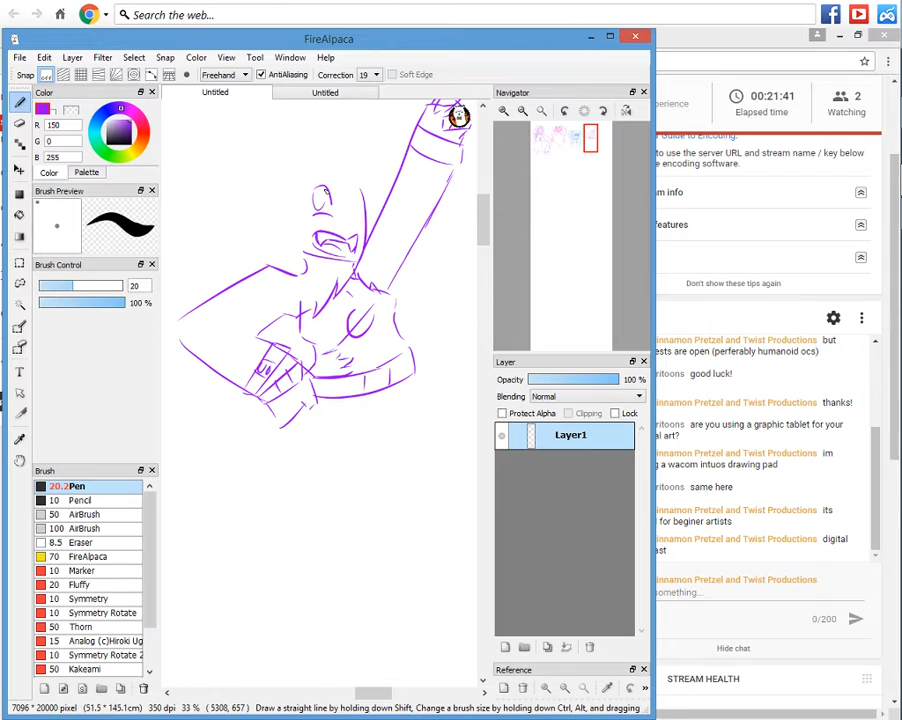 Search the web...
FireAlpaca
File Edit Layer Filter Select Snap Color View Tool Window Help
Snap off Freehand AntiAliasing Correction 19 Soft Edge
Color
Untitled Untitled
R 150
G 0
B 255
Color Palette
Brush Preview
Brush Control
20
100 %
Brush
20.2 Pen
10 Pencil
50 AirBrush
100 AirBrush
8.5 Eraser
70 FireAlpaca
10 Marker
20 Fluffy
10 Symmetry
10 Symmetry Rotate
50 Thorn
15 Analog (c)Hiroki Ug
10 Symmetry Rotate 2
50 Kakeami
Navigator
Layer
Opacity 100 %
Blending Normal
Protect Alpha Clipping Lock
Layer1
Reference
7096 * 20000 pixel (51.5 * 145.1cm) 350 dpi 33 % ( 5308, 657 ) Draw a straight line by holding down Shift, Change a brush size by holding down Ctrl, Alt, and dragging
xperience
00:21:41
Elapsed time
2
Watching
Guide to Encoding.
to use the server URL and stream name / key below
e encoding software.
am info
eatures
Don't show these tips again
innamon Pretzel and Twist Productions but
ests are open (perferably humanoid ocs)
ritoons good luck!
innamon Pretzel and Twist Productions thanks!
ritoons are you using a graphic tablet for your
al art?
innamon Pretzel and Twist Productions im
g a wacom intuos drawing pad
ritoons same here
innamon Pretzel and Twist Productions its
for beginer artists
innamon Pretzel and Twist Productions digital
ast
innamon Pretzel and Twist Productions
something...
0/200
Hide chat
STREAM HEALTH